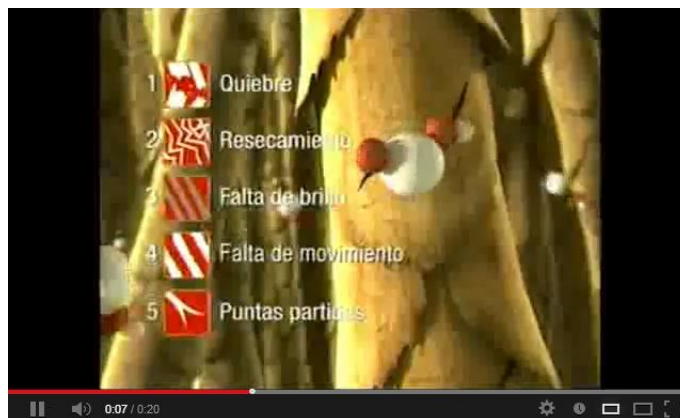 1 Quiebre
2 Resecamiento
3 Falta de brillo
4 Falta de movimiento
5 Puntas partidas
0:07 / 0:20